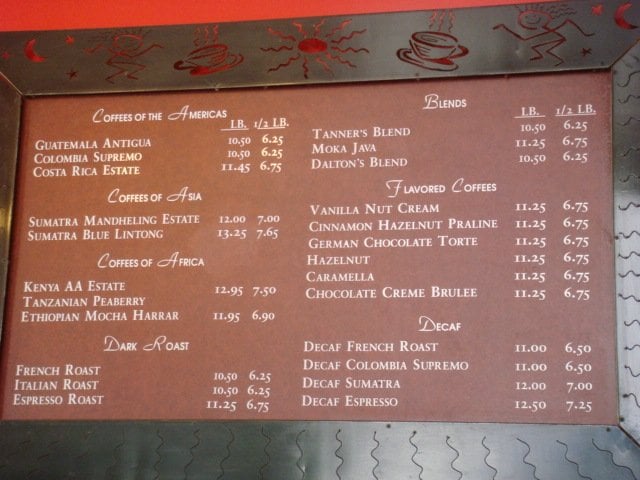 Coffees of the Americas
LB. 1/2 LB.
Guatemala Antigua 10.50 6.25
Colombia Supremo 10.50 6.25
Costa Rica Estate 11.45 6.75
Coffees of Asia
Sumatra Mandheling Estate 12.00 7.00
Sumatra Blue Lintong 13.25 7.65
Coffees of Africa
Kenya AA Estate 12.95 7.50
Tanzanian Peaberry
Ethiopian Mocha Harrar 11.95 6.90
Dark Roast
French Roast 10.50 6.25
Italian Roast 10.50 6.25
Espresso Roast 11.25 6.75
Blends
LB. 1/2 LB.
Tanner's Blend 10.50 6.25
Moka Java 11.25 6.75
Dalton's Blend 10.50 6.25
Flavored Coffees
Vanilla Nut Cream 11.25 6.75
Cinnamon Hazelnut Praline 11.25 6.75
German Chocolate Torte 11.25 6.75
Hazelnut 11.25 6.75
Caramella 11.25 6.75
Chocolate Creme Brulee 11.25 6.75
Decaf
Decaf French Roast 11.00 6.50
Decaf Colombia Supremo 11.00 6.50
Decaf Sumatra 12.00 7.00
Decaf Espresso 12.50 7.25